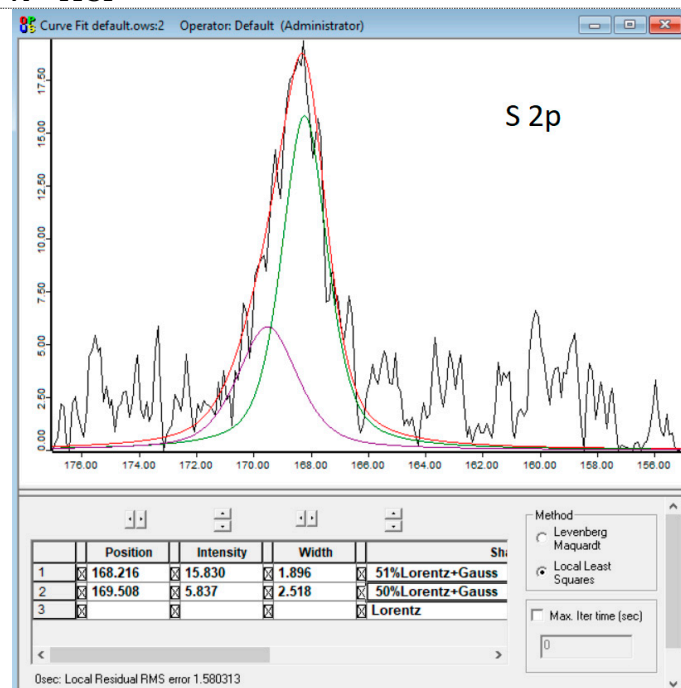 Curve Fit default.ows:2 Operator: Default (Administrator)
S 2p
17.50
15.00
12.50
10.00
7.50
5.00
2.50
0.00
176.00 174.00 172.00 170.00 168.00 166.00 164.00 162.00 160.00 158.00 156.00
Position Intensity Width Sh
1 168.216 15.830 1.896 51%Lorentz+Gauss
2 169.508 5.837 2.518 50%Lorentz+Gauss
3 Lorentz
Method
Levenberg
Maquardt
Local Least
Squares
Max. Iter time (sec)
0
0sec: Local Residual RMS error 1.580313